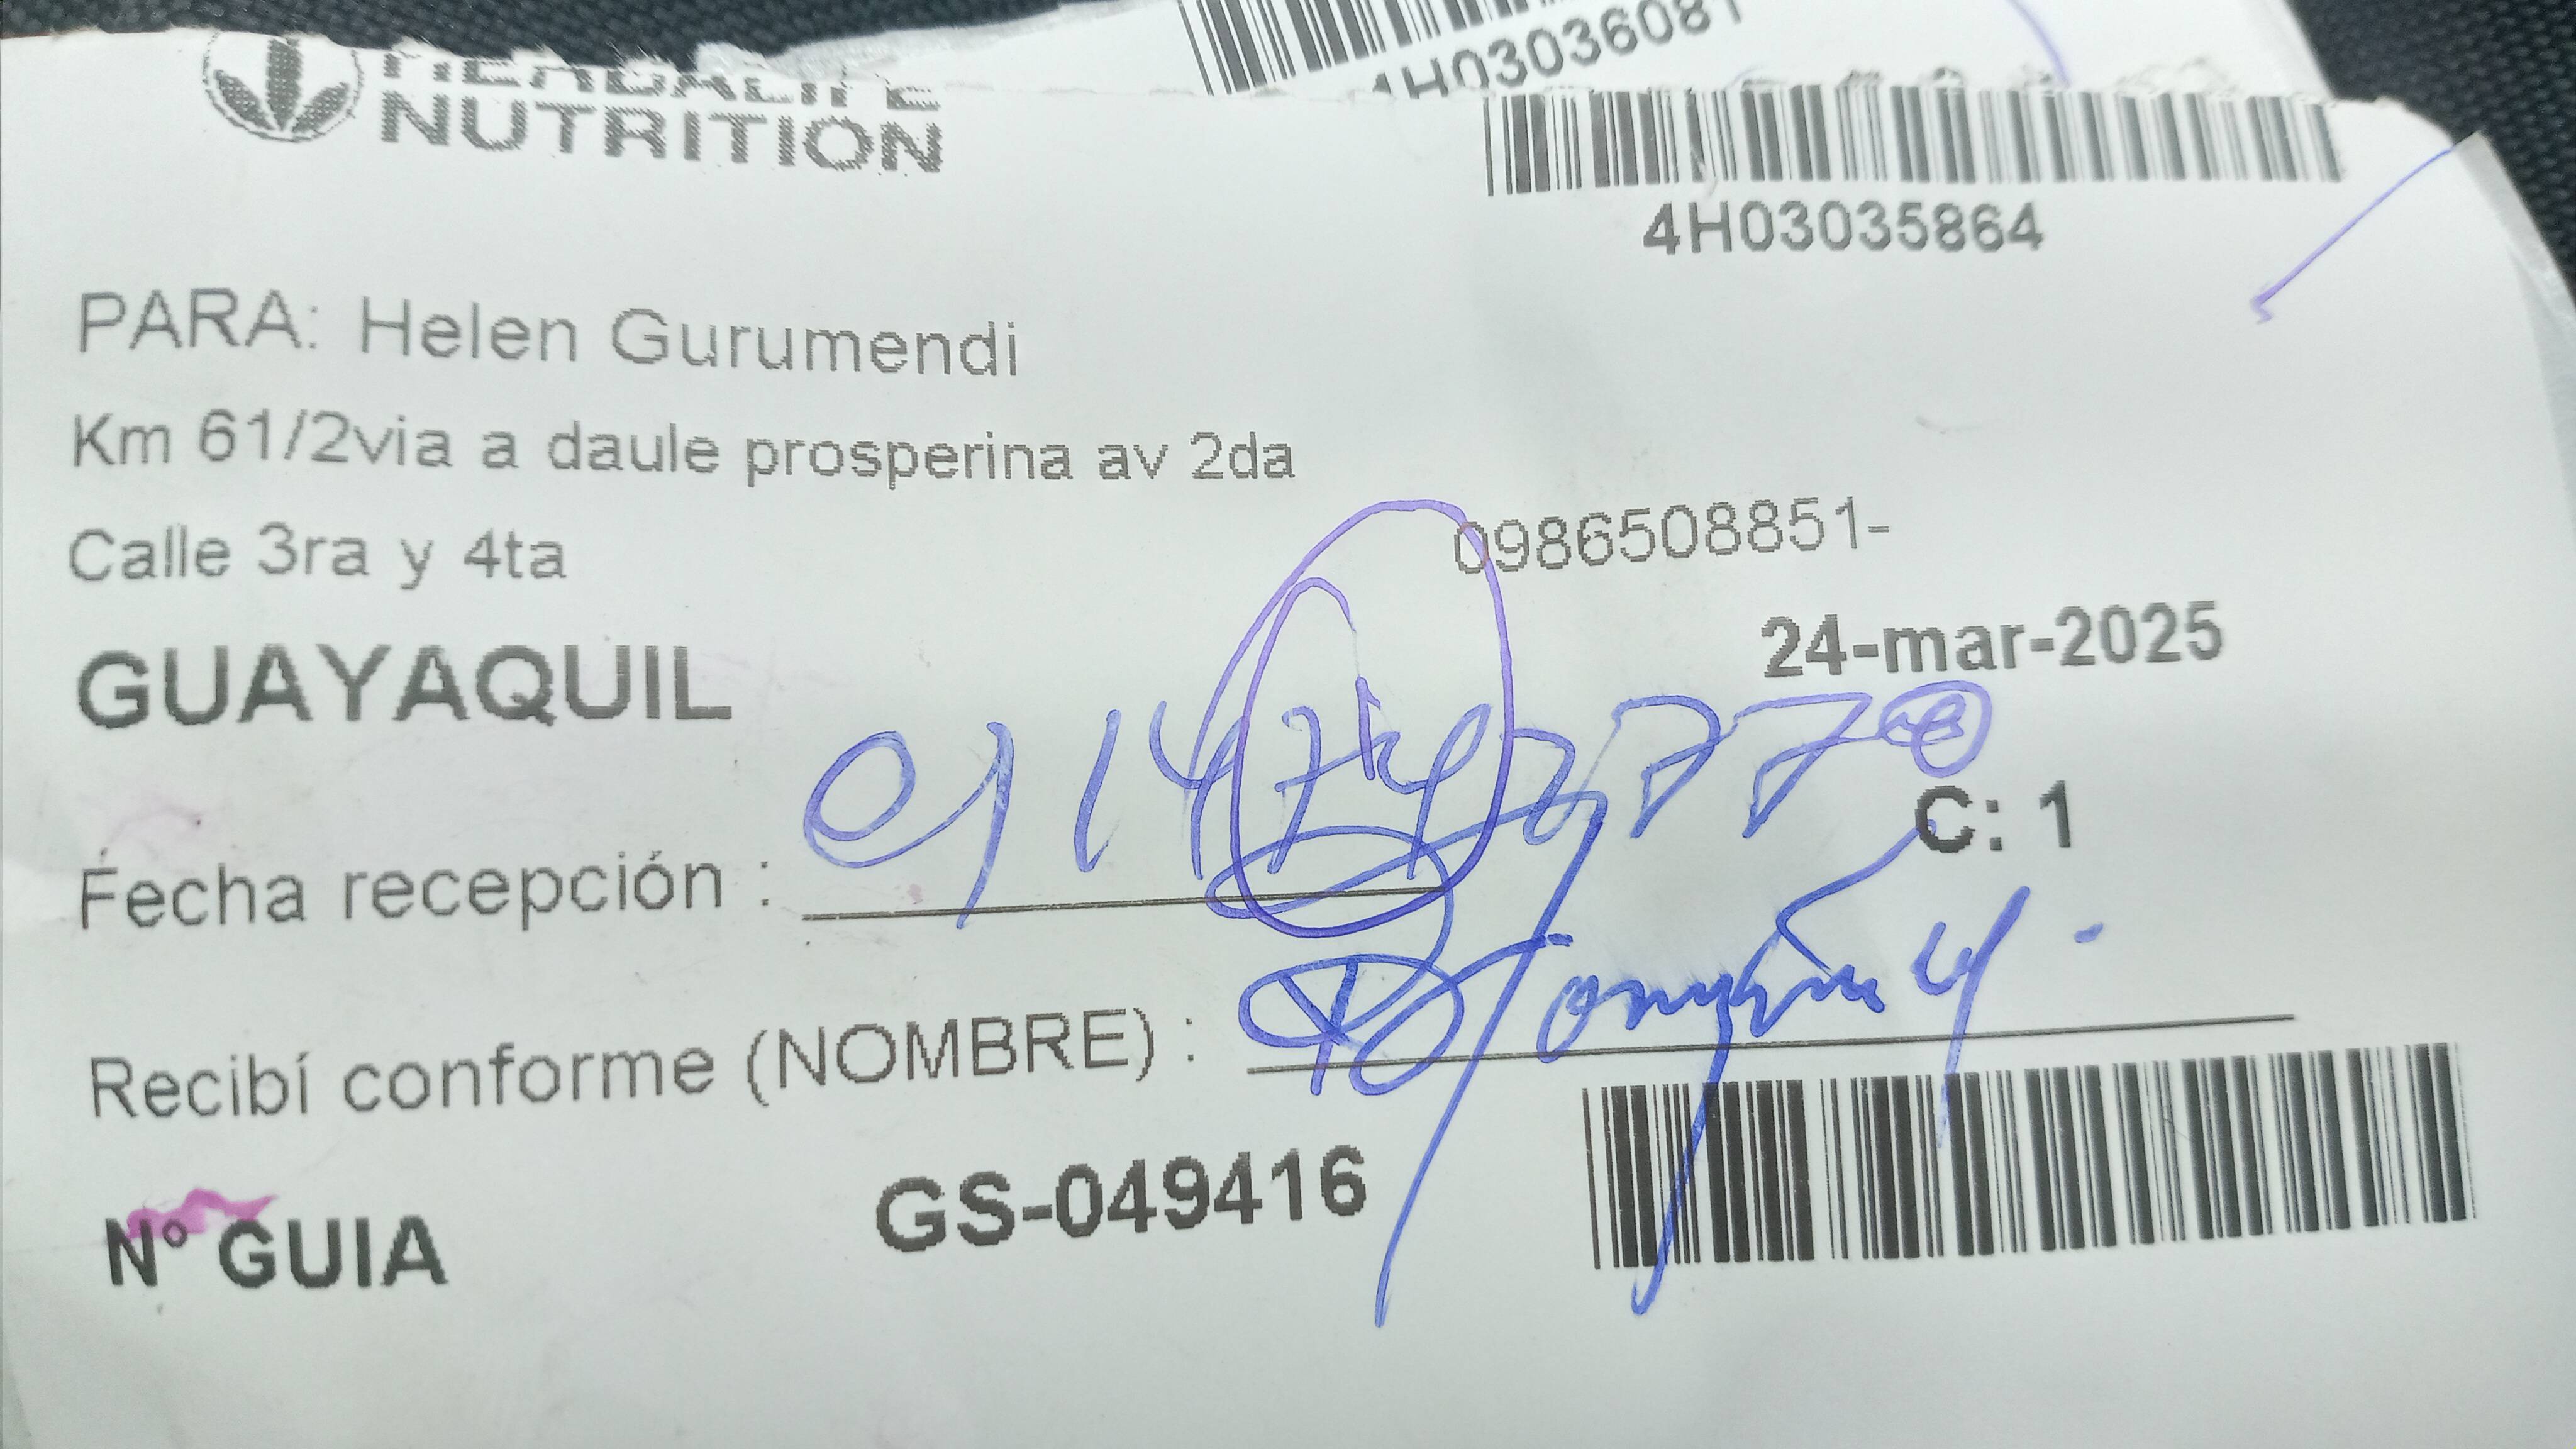 4H03036081
HERBALIFE
NUTRITION
4H03035864
PARA: Helen Gurumendi
Km 61/2via a daule prosperina av 2da
Calle 3ra y 4ta
0986508851-
GUAYAQUIL
24-mar-2025
C: 1
Fecha recepción :
Recibí conforme (NOMBRE) :
N° GUIA GS-049416